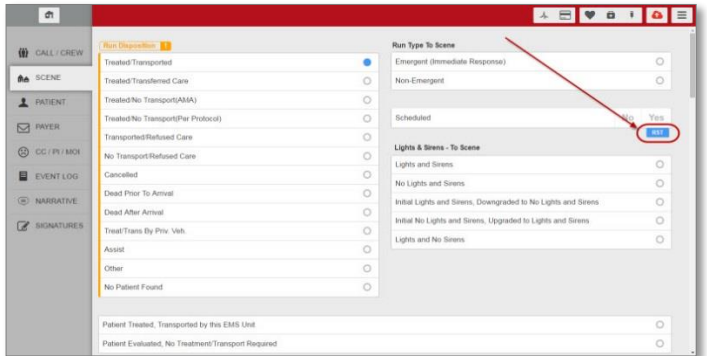 CALL / CREW
SCENE
PATIENT
PAYER
CC / PI / MOI
EVENT LOG
NARRATIVE
SIGNATURES
Run Disposition 1
Treated/Transported
Treated/Transferred Care
Treated/No Transport(AMA)
Treated/No Transport(Per Protocol)
Transported/Refused Care
No Transport/Refused Care
Cancelled
Dead Prior To Arrival
Dead After Arrival
Treat/Trans By Priv. Veh.
Assist
Other
No Patient Found
Run Type To Scene
Emergent (Immediate Response)
Non-Emergent
Scheduled No Yes
RST
Lights & Sirens - To Scene
Lights and Sirens
No Lights and Sirens
Initial Lights and Sirens, Downgraded to No Lights and Sirens
Initial No Lights and Sirens, Upgraded to Lights and Sirens
Lights and No Sirens
Patient Treated, Transported by this EMS Unit
Patient Evaluated, No Treatment/Transport Required